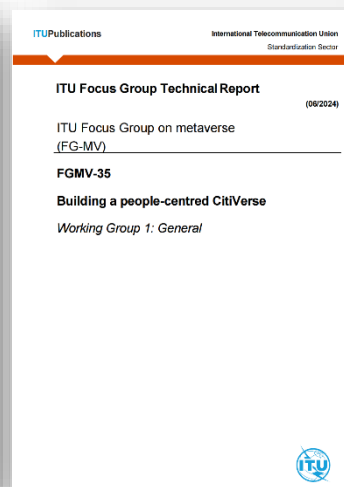 ITUPublications
International Telecommunication Union
Standardization Sector
ITU Focus Group Technical Report
(06/2024)
ITU Focus Group on metaverse
(FG-MV)
FGMV-35
Building a people-centred CitiVerse
Working Group 1: General
ITU